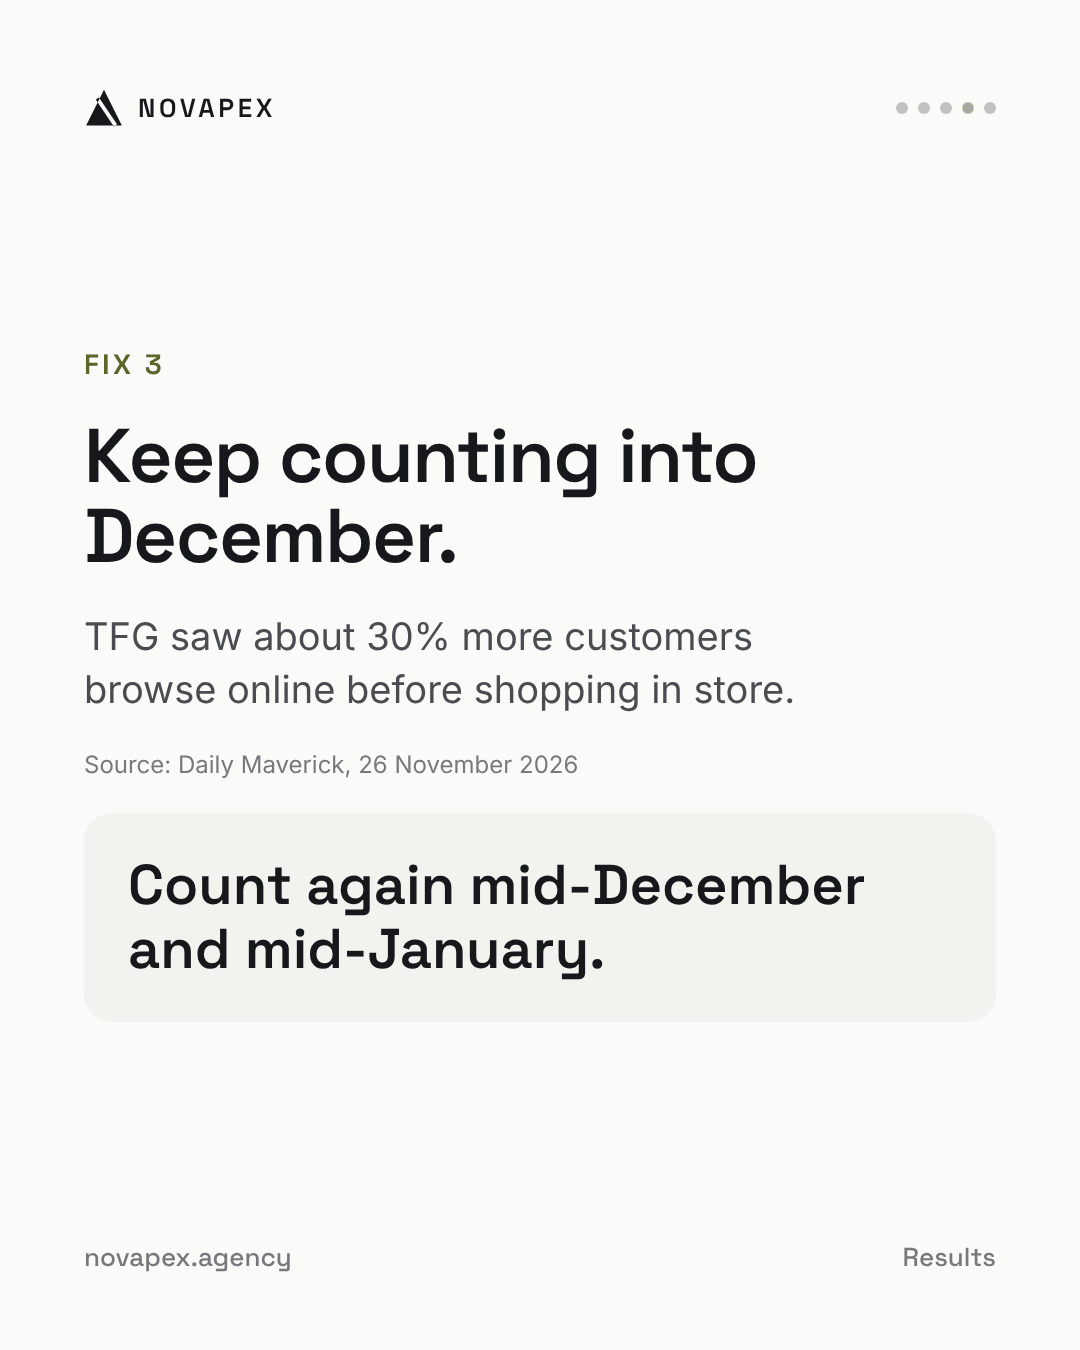 NOVAPEX
FIX 3
Keep counting into
December.
TFG saw about 30% more customers
browse online before shopping in store.
Source: Daily Maverick, 26 November 2026
Count again mid-December
and mid-January.
novapex.agency
Results